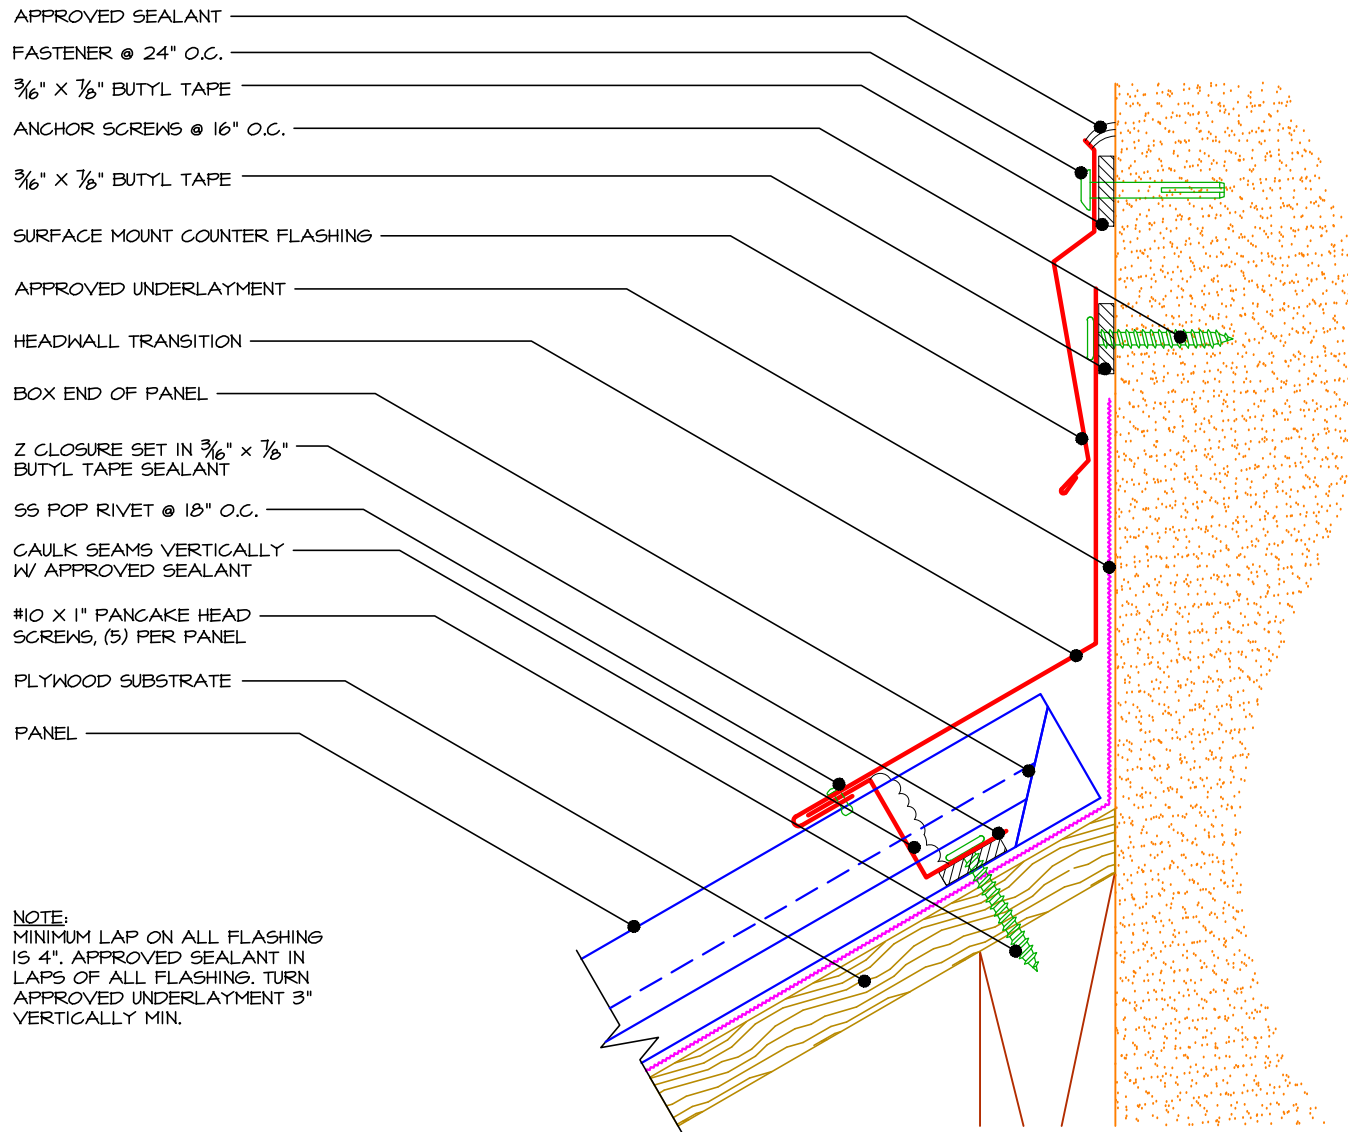 APPROVED SEALANT
FASTENER @ 24" O.C.
3/16" X 7/8" BUTYL TAPE
ANCHOR SCREWS @ 16" O.C.
3/16" X 7/8" BUTYL TAPE
SURFACE MOUNT COUNTER FLASHING
APPROVED UNDERLAYMENT
HEADWALL TRANSITION
BOX END OF PANEL
Z CLOSURE SET IN 3/16" x 7/8"
BUTYL TAPE SEALANT
SS POP RIVET @ 18" O.C.
CAULK SEAMS VERTICALLY
W/ APPROVED SEALANT
#10 X 1" PANCAKE HEAD
SCREWS, (5) PER PANEL
PLYWOOD SUBSTRATE
PANEL
NOTE:
MINIMUM LAP ON ALL FLASHING
IS 4". APPROVED SEALANT IN
LAPS OF ALL FLASHING. TURN
APPROVED UNDERLAYMENT 3"
VERTICALLY MIN.